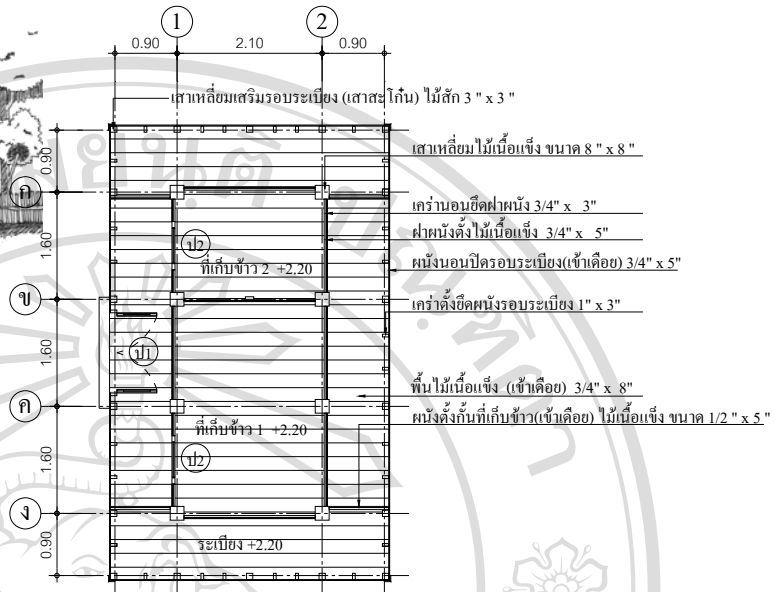 1 2
0.90 2.10 0.90
เสาเหลี่ยมเสริมรอบระเบียง (เสาสะโก๋น) ไม้สัก 3 " x 3 "
0.90
เสาเหลี่ยมไม้เนื้อแข็ง ขนาด 8 " x 8 "
ก
เคร่านอนยึดฝาผนัง 3/4" x 3"
ฝาผนังตั้งไม้เนื้อแข็ง 3/4" x 5"
1.60
ป2
ที่เก็บข้าว 2 +2.20
ผนังนอนปิดรอบระเบียง(เข้าเดือย) 3/4" x 5"
ข
เคร่าตั้งยึดผนังรอบระเบียง 1" x 3"
1.60
ป1
พื้นไม้เนื้อแข็ง (เข้าเดือย) 3/4" x 8"
ค
ผนังตั้งกั้นที่เก็บข้าว(เข้าเดือย) ไม้เนื้อแข็ง ขนาด 1/2 " x 5 "
ที่เก็บข้าว 1 +2.20
1.60
ป2
ง
ระเบียง +2.20
0.90